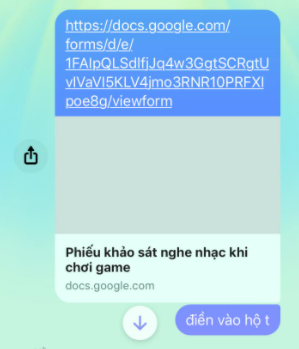 https://docs.google.com/
forms/d/e/
1FAIpQLSdlfjJq4w3GgtSCRgtU
vIVaVI5KLV4jmo3RNR10PRFXl
poe8g/viewform
Phiếu khảo sát nghe nhạc khi
chơi game
docs.google.com
điền vào hộ t